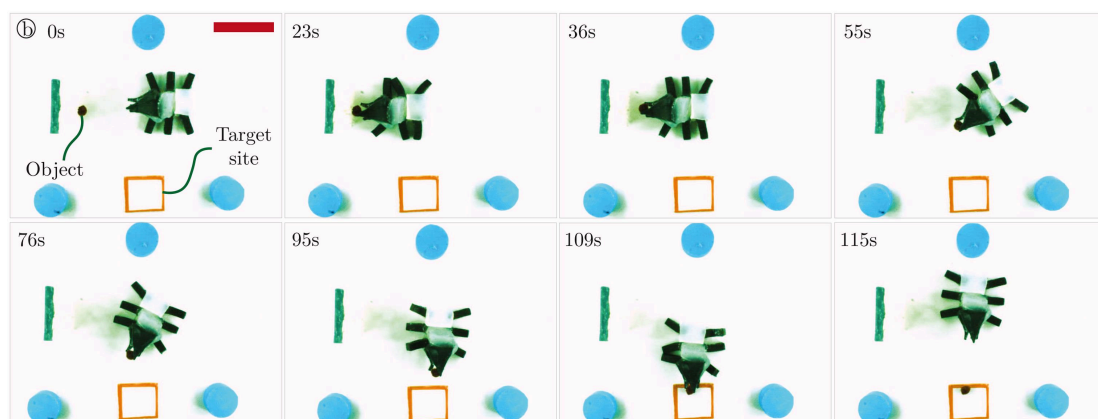 ⓑ 0s
23s
36s
55s
Object
Target
site
76s
95s
109s
115s